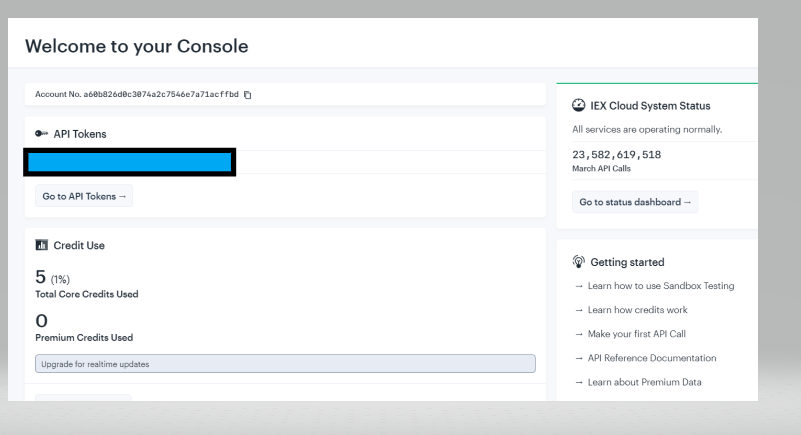 Welcome to your Console
Account No. a60b826d0c3074a2c7546e7a71acffbd
API Tokens
Go to API Tokens →
Credit Use
5 (1%)
Total Core Credits Used
0
Premium Credits Used
Upgrade for realtime updates
IEX Cloud System Status
All services are operating normally.
23,582,619,518
March API Calls
Go to status dashboard →
Getting started
→ Learn how to use Sandbox Testing
→ Learn how credits work
→ Make your first API Call
→ API Reference Documentation
→ Learn about Premium Data